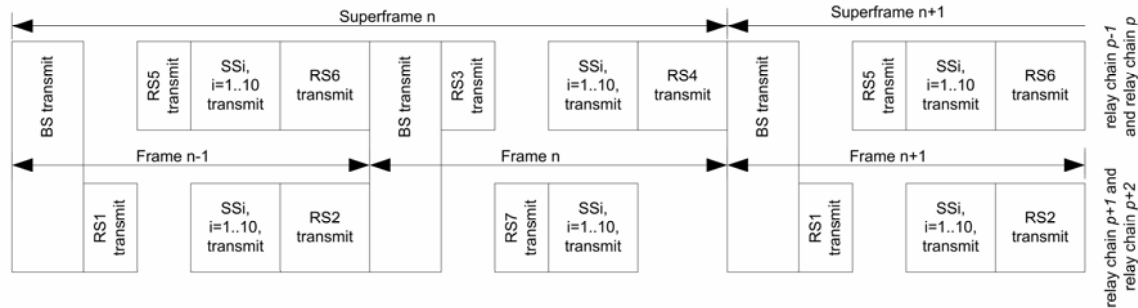 Superframe n
Superframe n+1
BS transmit
RS5
transmit
SSi,
i=1..10
transmit
RS6
transmit
BS transmit
RS3
transmit
SSi,
i=1..10,
transmit
RS4
transmit
BS transmit
RS5
transmit
SSi,
i=1..10,
transmit
RS6
transmit
relay chain p-1
and relay chain p
Frame n-1
Frame n
Frame n+1
RS1
transmit
SSi,
i=1..10,
transmit
RS2
transmit
RS7
transmit
SSi,
i=1..10,
transmit
RS1
transmit
SSi,
i=1..10,
transmit
RS2
transmit
relay chain p+1 and
relay chain p+2